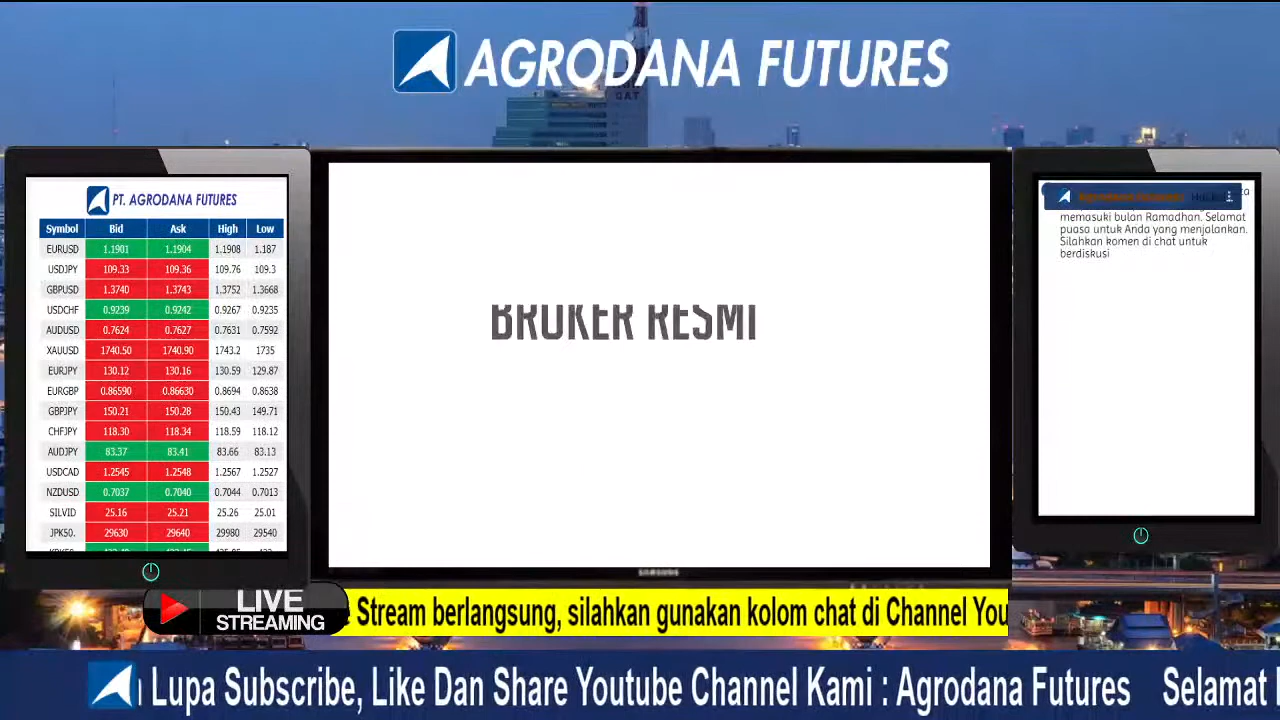 AGRODANA FUTURES
PT. AGRODANA FUTURES
Symbol Bid Ask High Low
EURUSD 1.1901 1.1904 1.1908 1.187
USDJPY 109.33 109.36 109.76 109.3
GBPUSD 1.3740 1.3743 1.3752 1.3668
USDCHF 0.9239 0.9242 0.9267 0.9235
AUDUSD 0.7624 0.7627 0.7631 0.7592
XAUUSD 1740.50 1740.90 1743.2 1735
EURJPY 130.12 130.16 130.59 129.87
EURGBP 0.86590 0.86630 0.8694 0.8638
GBPJPY 150.21 150.28 150.43 149.71
CHFJPY 118.30 118.34 118.59 118.12
AUDJPY 83.37 83.41 83.66 83.13
USDCAD 1.2545 1.2548 1.2567 1.2527
NZDUSD 0.7037 0.7040 0.7044 0.7013
SILVID 25.16 25.21 25.26 25.01
JPK50. 29630 29640 29980 29540
BROKER RESMI
SAMSUNG
memasuki bulan Ramadhan. Selamat
puasa untuk Anda yang menjalankan.
Silahkan komen di chat untuk
berdiskusi
LIVE
STREAMING
Stream berlangsung, silahkan gunakan kolom chat di Channel You
Lupa Subscribe, Like Dan Share Youtube Channel Kami : Agrodana Futures Selamat